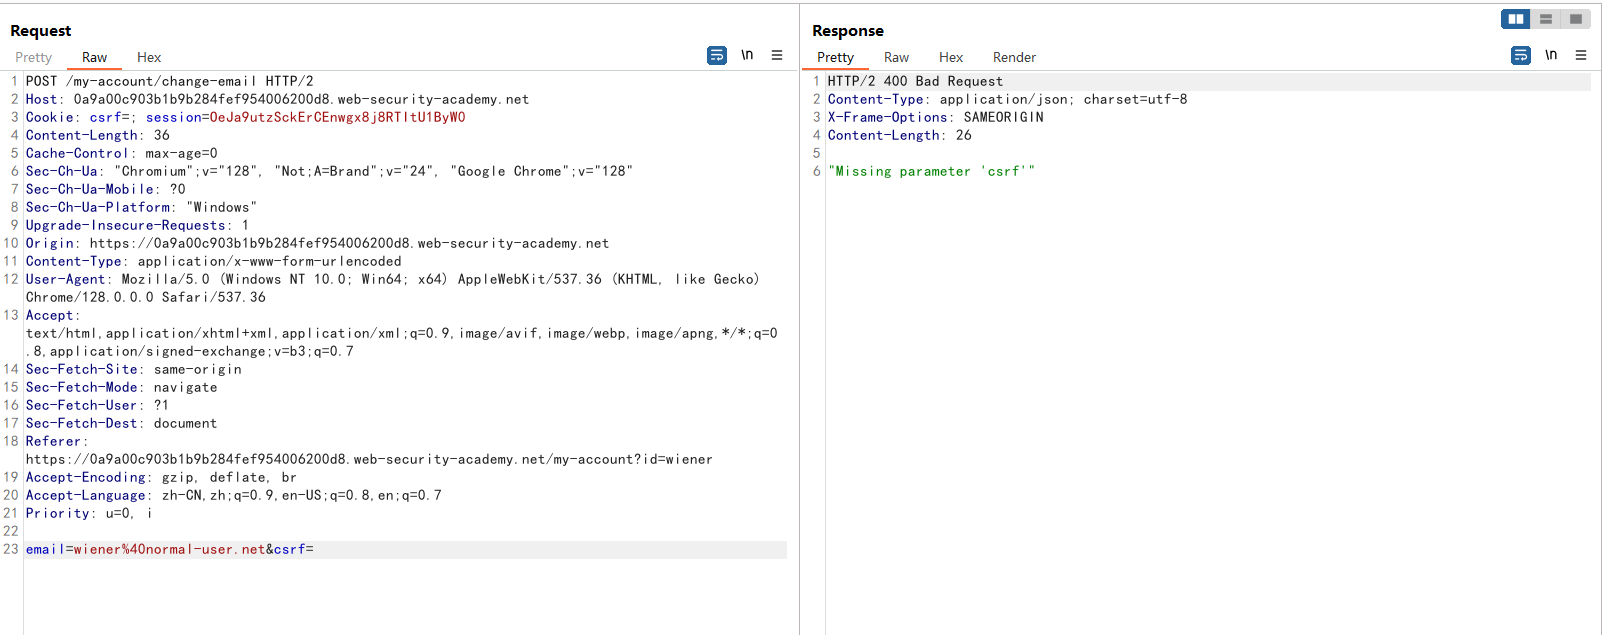 Request
Pretty Raw Hex \n
1 POST /my-account/change-email HTTP/2
2 Host: 0a9a00c903b1b9b284fef954006200d8.web-security-academy.net
3 Cookie: csrf=; session=OeJa9utzSckErCEnwgx8j8RTItU1ByWO
4 Content-Length: 36
5 Cache-Control: max-age=0
6 Sec-Ch-Ua: "Chromium";v="128", "Not;A=Brand";v="24", "Google Chrome";v="128"
7 Sec-Ch-Ua-Mobile: ?0
8 Sec-Ch-Ua-Platform: "Windows"
9 Upgrade-Insecure-Requests: 1
10 Origin: https://0a9a00c903b1b9b284fef954006200d8.web-security-academy.net
11 Content-Type: application/x-www-form-urlencoded
12 User-Agent: Mozilla/5.0 (Windows NT 10.0; Win64; x64) AppleWebKit/537.36 (KHTML, like Gecko)
Chrome/128.0.0.0 Safari/537.36
13 Accept:
text/html,application/xhtml+xml,application/xml;q=0.9,image/avif,image/webp,image/apng,*/*;q=0
.8,application/signed-exchange;v=b3;q=0.7
14 Sec-Fetch-Site: same-origin
15 Sec-Fetch-Mode: navigate
16 Sec-Fetch-User: ?1
17 Sec-Fetch-Dest: document
18 Referer:
https://0a9a00c903b1b9b284fef954006200d8.web-security-academy.net/my-account?id=wiener
19 Accept-Encoding: gzip, deflate, br
20 Accept-Language: zh-CN,zh;q=0.9,en-US;q=0.8,en;q=0.7
21 Priority: u=0, i
22
23 email=wiener%40normal-user.net&csrf=
Response
Pretty Raw Hex Render \n
1 HTTP/2 400 Bad Request
2 Content-Type: application/json; charset=utf-8
3 X-Frame-Options: SAMEORIGIN
4 Content-Length: 26
5
6 "Missing parameter 'csrf'"